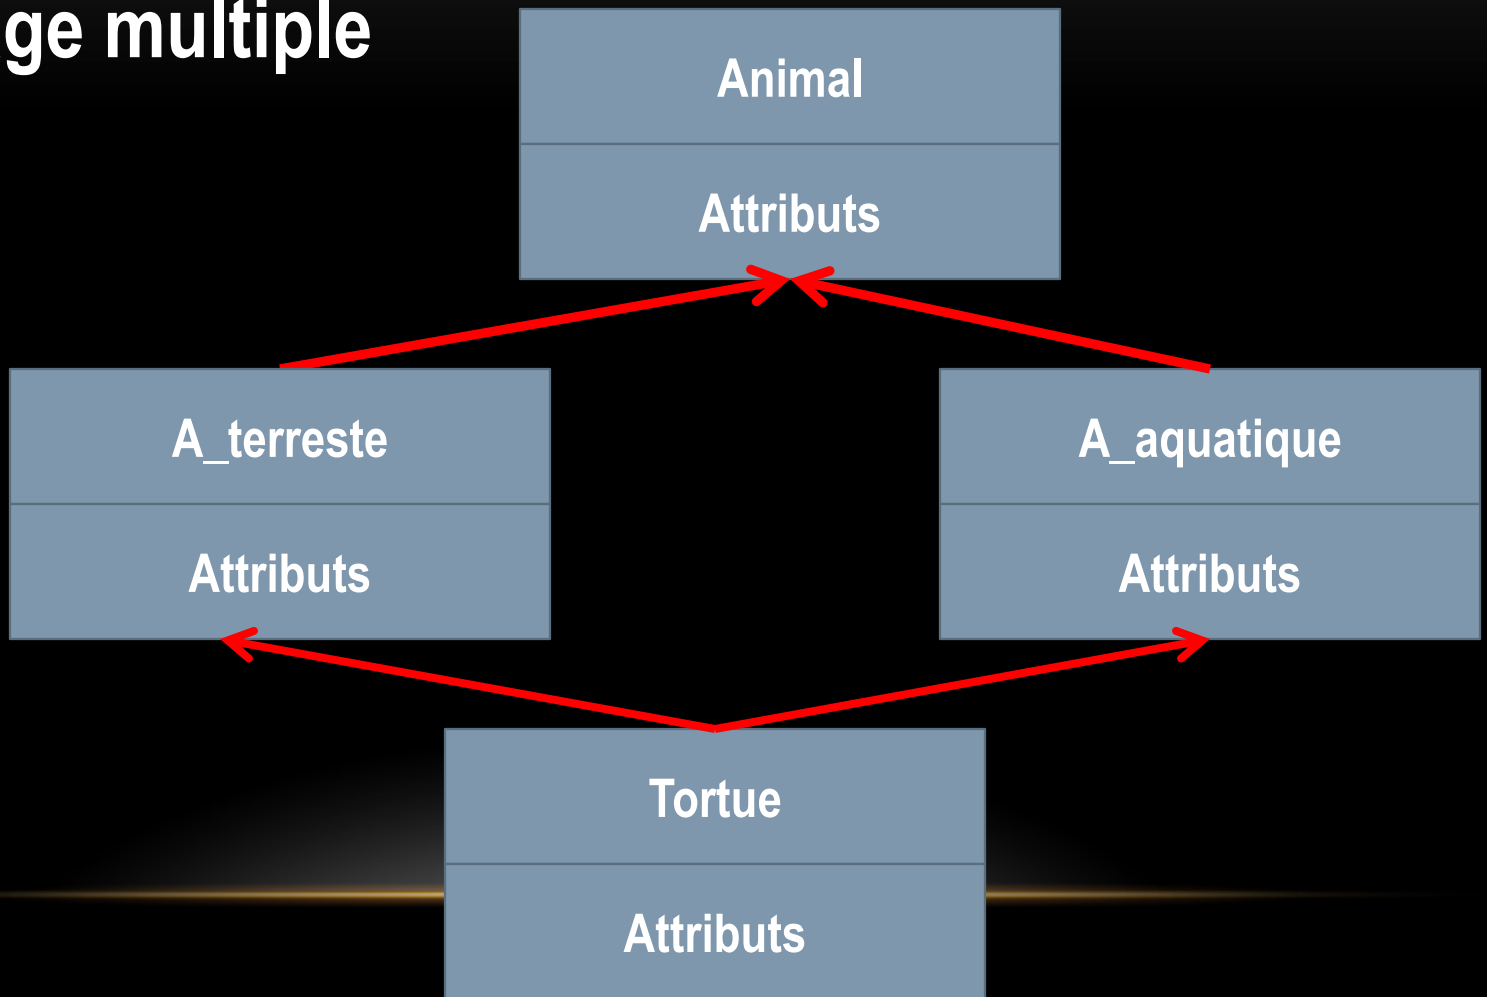 ge multiple
Animal
Attributs
A_terreste
A_aquatique
Attributs
Attributs
Tortue
Attributs